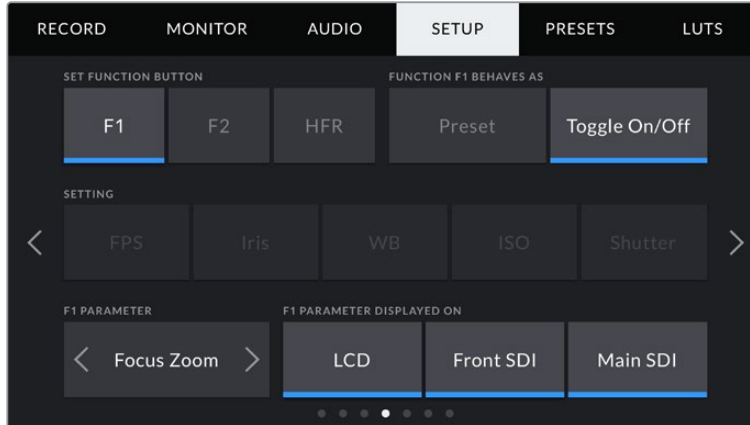 RECORD MONITOR AUDIO SETUP PRESETS LUTS
SET FUNCTION BUTTON FUNCTION F1 BEHAVES AS
F1 F2 HFR Preset Toggle On/Off
SETTING
FPS Iris WB ISO Shutter
F1 PARAMETER F1 PARAMETER DISPLAYED ON
Focus Zoom LCD Front SDI Main SDI